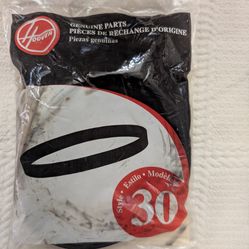 HOOVER
GENUINE PARTS
PIÈCES DE RECHANGE D'ORIGINE
Piezas genuinas
Style • Estilo • Modèle
30